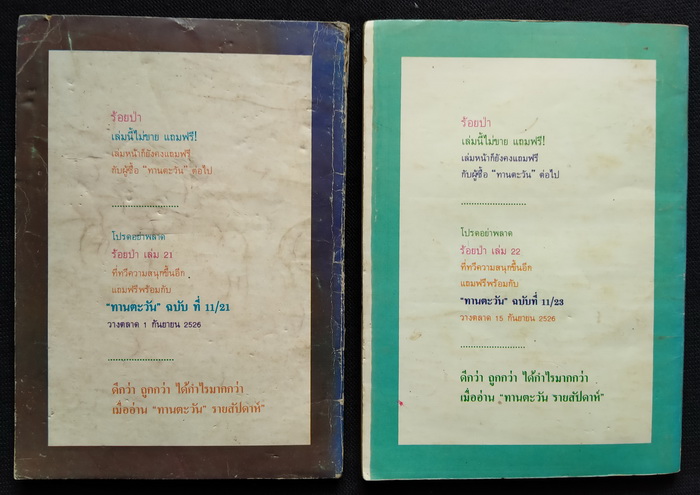 ร้อยป่า
เล่มนี้ไม่ขาย แถมฟรี!
เล่มหน้าก็ยังคงแถมฟรี
กับผู้ซื้อ "ทานตะวัน" ต่อไป
........................
โปรดอย่าพลาด
ร้อยป่า เล่ม 21
ที่ทวีความสนุกขึ้นอีก
แถมฟรีพร้อมกับ
"ทานตะวัน" ฉบับ ที่ 11/21
วางตลาด 1 กันยายน 2526
........................
ดีกว่า ถูกกว่า ได้กำไรมากกว่า
เมื่ออ่าน "ทานตะวัน รายสัปดาห์"
ร้อยป่า
เล่มนี้ไม่ขาย แถมฟรี!
เล่มหน้าก็ยังคงแถมฟรี
กับผู้ซื้อ "ทานตะวัน" ต่อไป
........................
โปรดอย่าพลาด
ร้อยป่า เล่ม 22
ที่ทวีความสนุกขึ้นอีก
แถมฟรีพร้อมกับ
"ทานตะวัน" ฉบับที่ 11/23
วางตลาด 15 กันยายน 2526
........................
ดีกว่า ถูกกว่า ได้กำไรมากกว่า
เมื่ออ่าน "ทานตะวัน รายสัปดาห์"